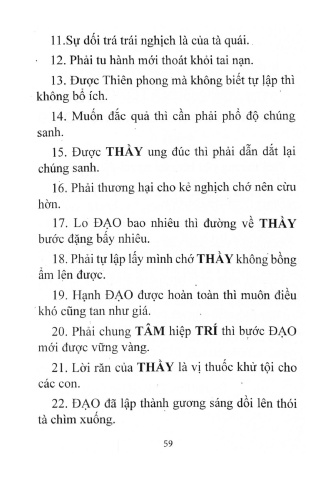 11.Sự dối trá trái nghịch là của tà quái.
12. Phải tu hành mới thoát khỏi tai nạn.
13. Được Thiên phong mà không biết tự lập thì
không bổ ích.
14. Muốn đắc quả thì cần phải phổ độ chúng
sanh.
15. Được THẦY ung đúc thì phải dẫn dắt lại
chúng sanh.
16. Phải thương hại cho kẻ nghịch chớ nên cừu
hờn.
17. Lo ĐẠO bao nhiêu thì đường về THẦY
bước đặng bấy nhiêu.
18. Phải tự lập lấy mình chớ THẦY không bồng
ẩm lên được.
19. Hạnh ĐẠO được hoàn toàn thì muôn điều
khó cũng tan như giá.
20. Phải chung TÂM hiệp TRÍ thì bước ĐẠO
mới được vững vàng.
21. Lời răn của THẦY là vị thuốc khử tội cho
các con.
22. ĐẠO đã lập thành gương sáng dồi lên thói
tà chìm xuống.
59